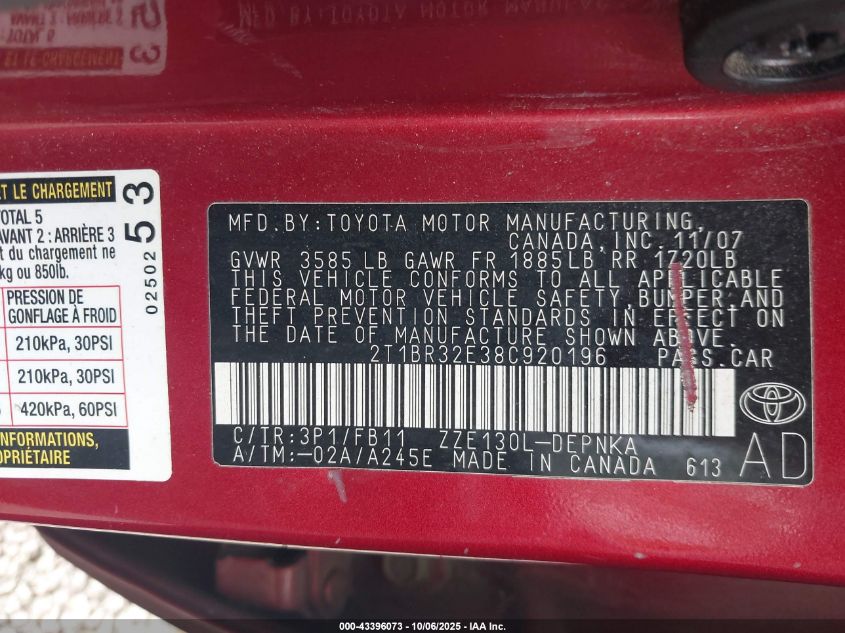 ET LE CHARGEMENT
TOTAL 5
AVANT 2 : ARRIÈRE 3
du chargement ne
kg ou 850lb.
PRESSION DE
GONFLAGE À FROID
210kPa, 30PSI
210kPa, 30PSI
420kPa, 60PSI
02502 53
MFD. BY: TOYOTA MOTOR MANUFACTURING,
CANADA, INC. 11/07
GVWR 3585 LB GAWR FR 1885LB RR 1720LB
THIS VEHICLE CONFORMS TO ALL APPLICABLE
FEDERAL MOTOR VEHICLE SAFETY, BUMPER, AND
THEFT PREVENTION STANDARDS IN EFFECT ON
THE DATE OF MANUFACTURE SHOWN ABOVE.
2T1BR32E38C920196 PASS. CAR
C/TR: 3P1/FB11 ZZE130L-DEPNKA
A/TM: -02A/A245E MADE IN CANADA 613
AD
000-43396073 - 10/06/2025 - IAA Inc.